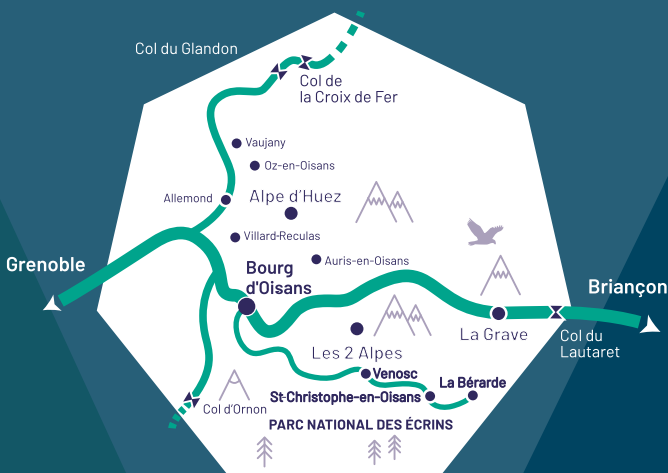 Col du Glandon
Col de
la Croix de Fer
Vaujany
Oz-en-Oisans
Allemond
Alpe d'Huez
Villard-Reculas
Auris-en-Oisans
Grenoble
Bourg
d'Oisans
Briançon
La Grave
Col du
Lautaret
Les 2 Alpes
Venosc
La Bérarde
St-Christophe-en-Oisans
Col d'Ornon
PARC NATIONAL DES ÉCRINS